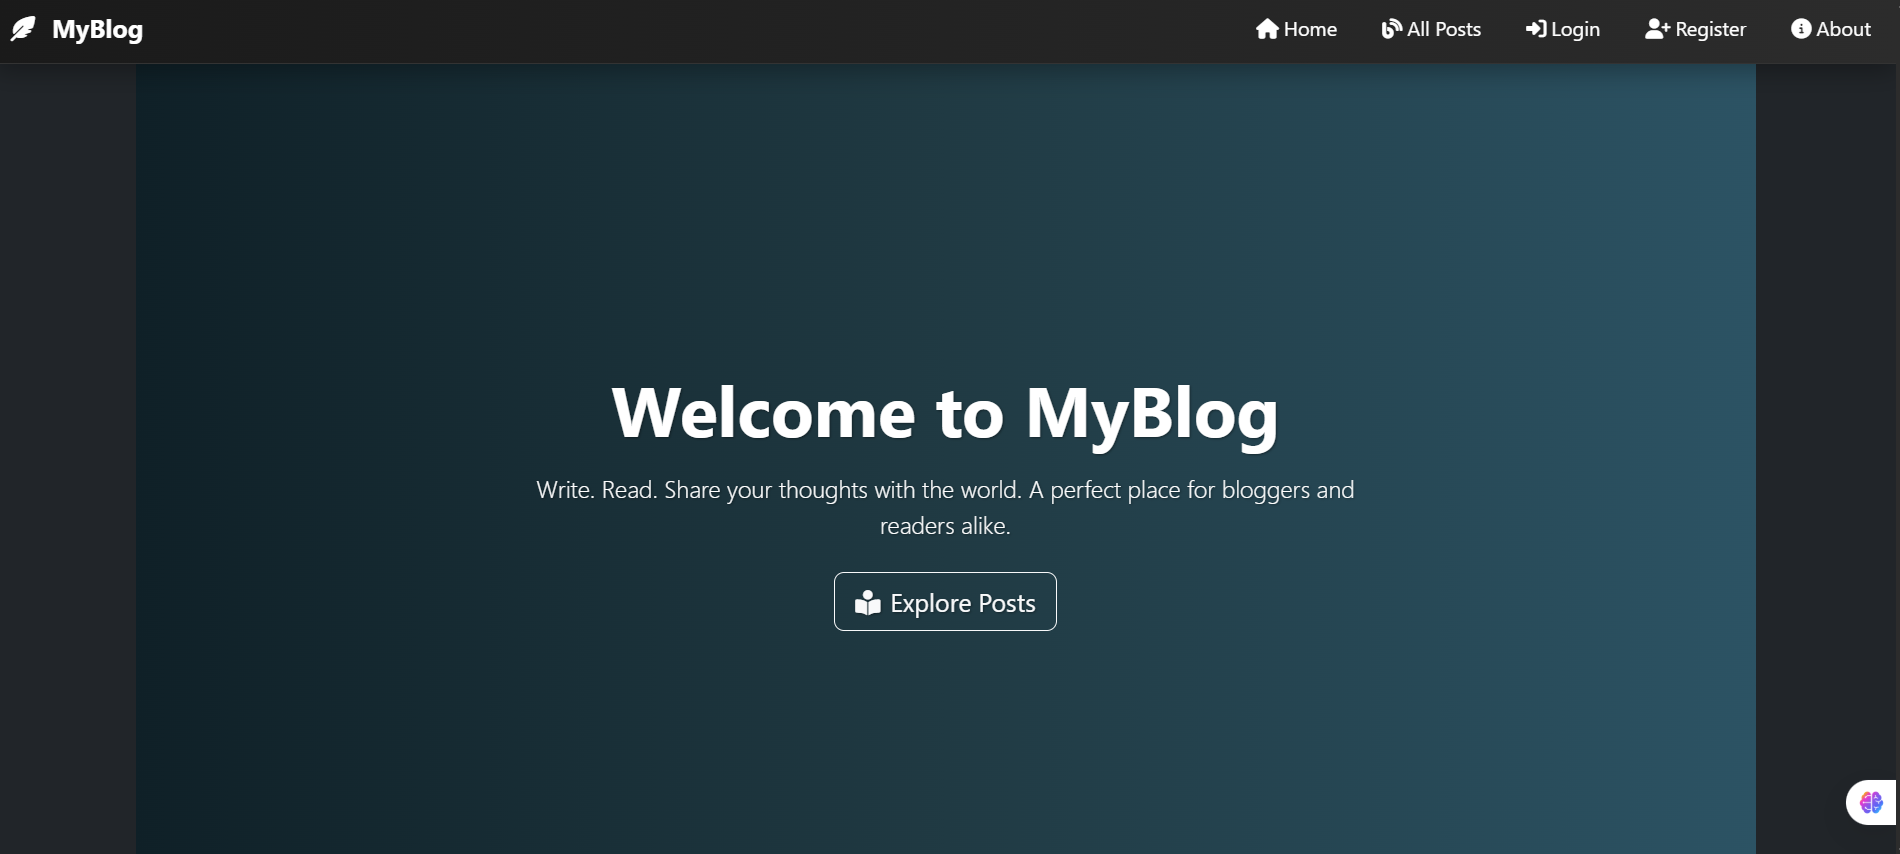 MyBlog
Home
All Posts
Login
Register
About
Welcome to MyBlog
Write. Read. Share your thoughts with the world. A perfect place for bloggers and
readers alike.
Explore Posts